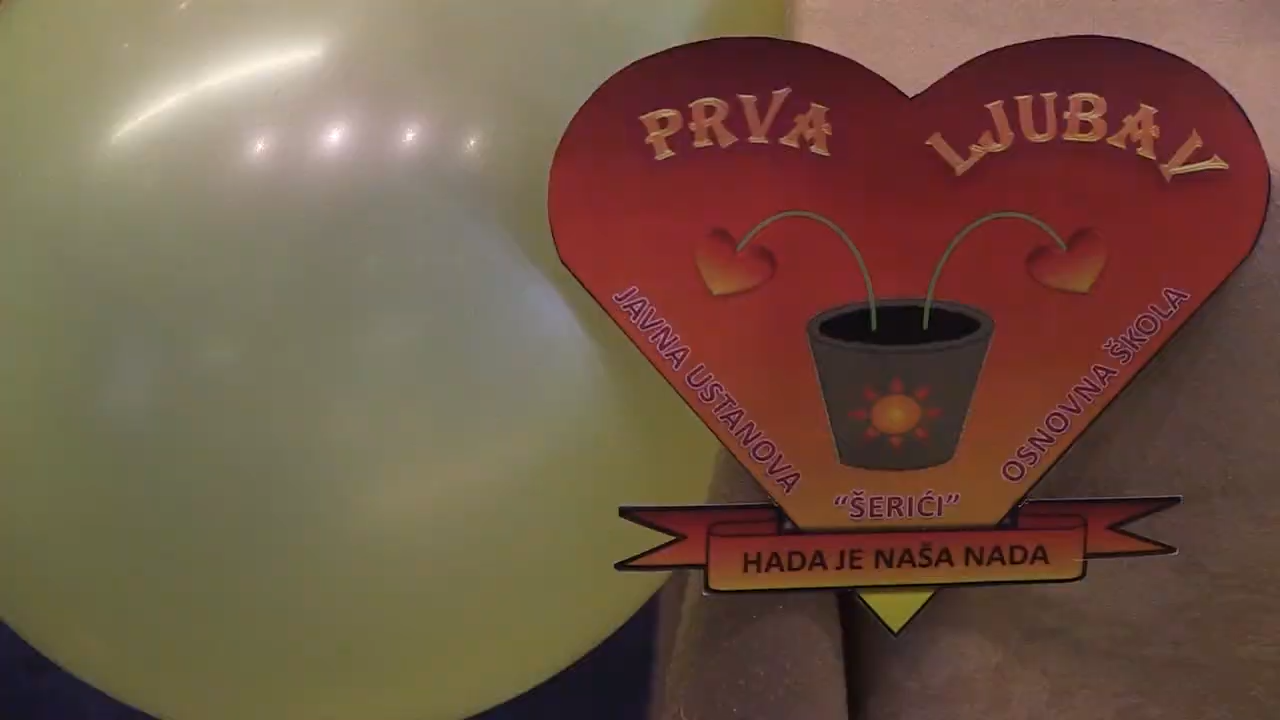 PRVA LJUBAV
JAVNA USTANOVA
OSNOVNA ŠKOLA
“ŠERIĆI”
HADA JE NAŠA NADA